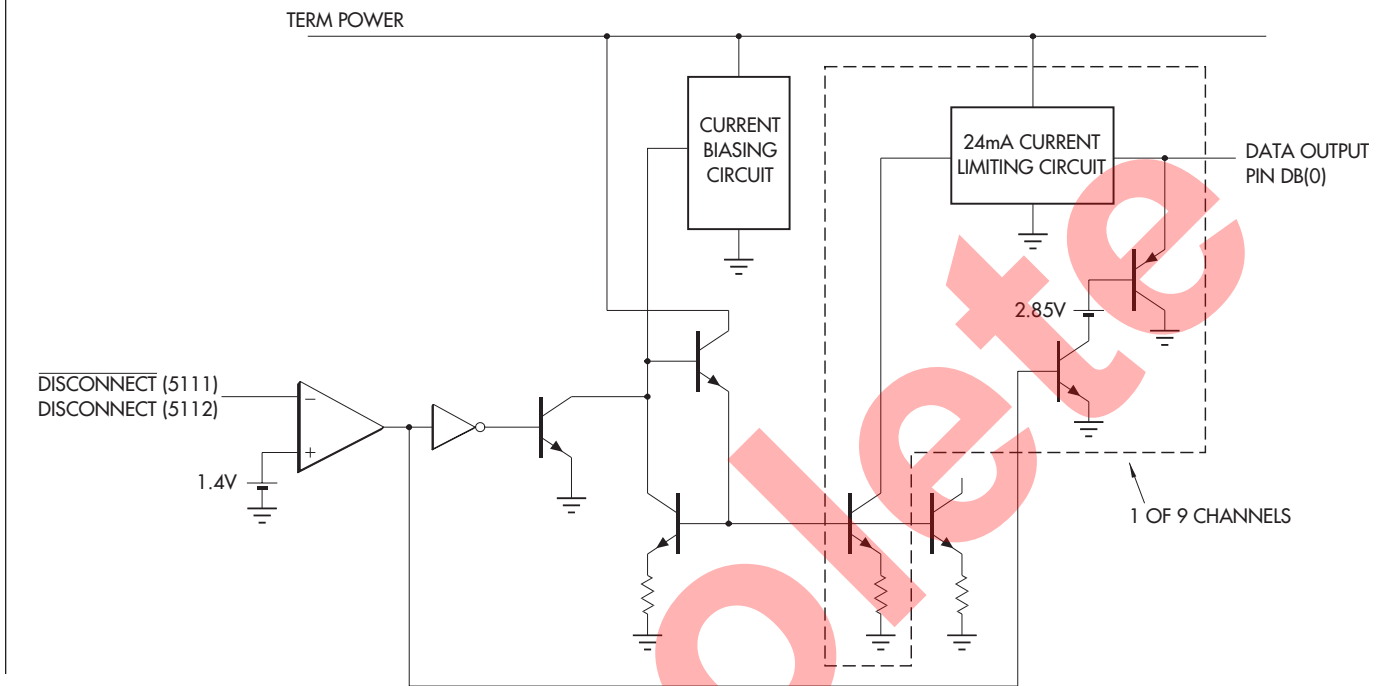 TERM POWER
CURRENT
BIASING
CIRCUIT
24mA CURRENT
LIMITING CIRCUIT
DATA OUTPUT
PIN DB(0)
2.85V
DISCONNECT (5111)
DISCONNECT (5112)
−
+
1.4V
1 OF 9 CHANNELS
olete